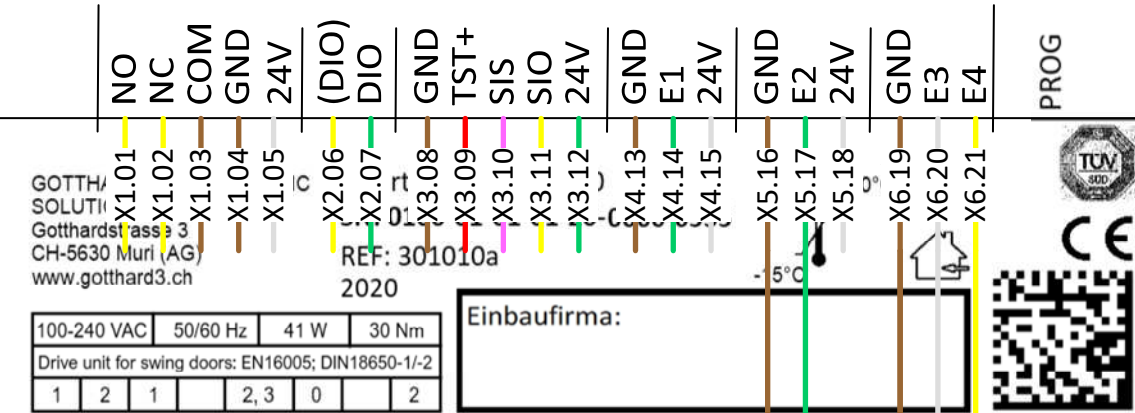 NO
NC
COM
GND
24V
(DIO)
DIO
GND
TST+
SIS
SIO
24V
GND
E1
24V
GND
E2
24V
GND
E3
E4
PROG
X1.01
X1.02
X1.03
X1.04
X1.05
X2.06
X2.07
X3.08
X3.09
X3.10
X3.11
X3.12
X4.13
X4.14
X4.15
X5.16
X5.17
X5.18
X6.19
X6.20
X6.21
TÜV
SÜD
CE
Gotthardstrasse 3
CH-5630 Muri (AG)
www.gotthard3.ch
REF: 301010a
2020
-15°C
Einbaufirma:
100-240 VAC 50/60 Hz 41 W 30 Nm
Drive unit for swing doors: EN16005; DIN18650-1/-2
1 2 1 2, 3 0 2